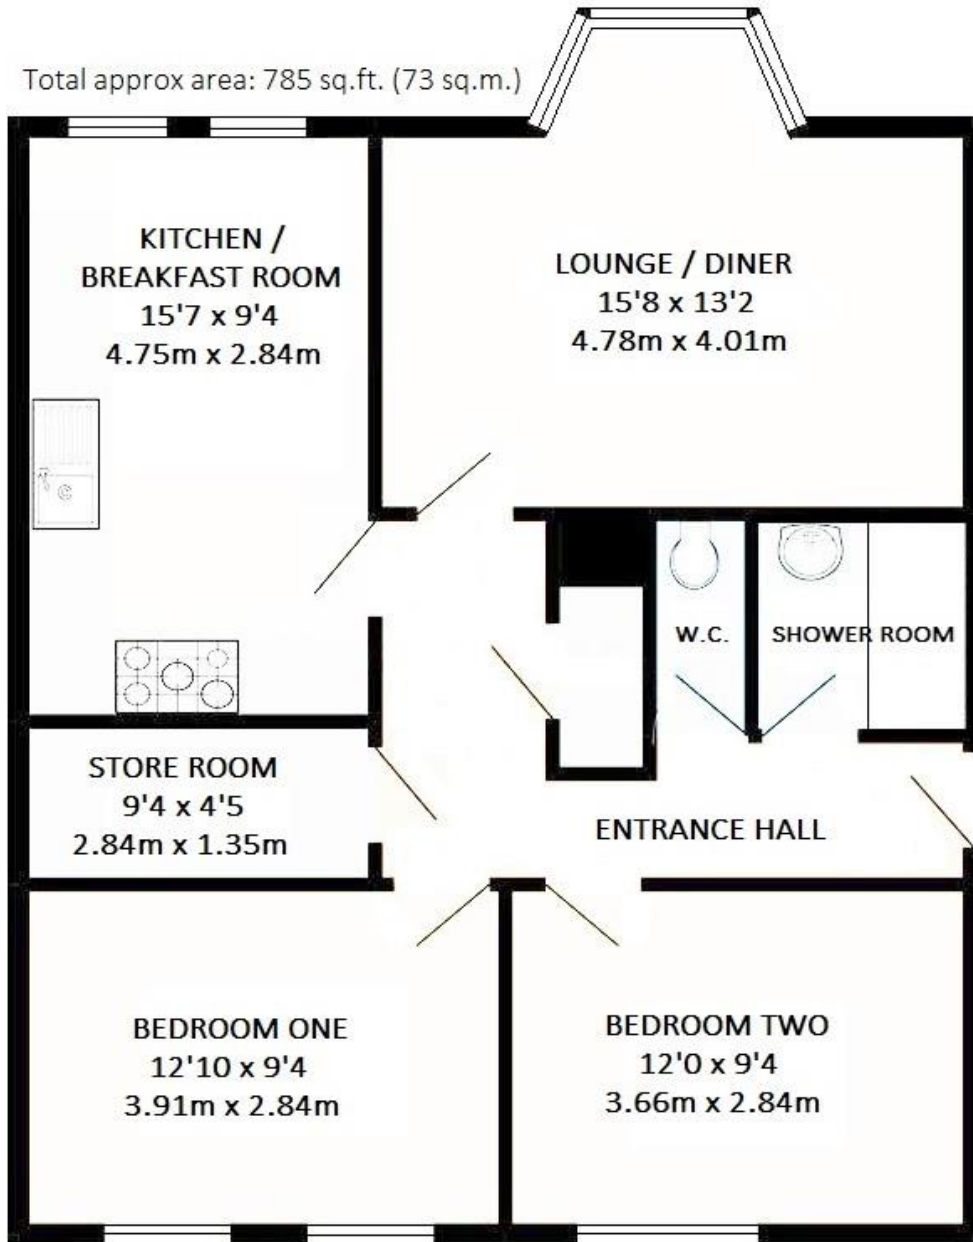 Total approx area: 785 sq.ft. (73 sq.m.)
KITCHEN /
BREAKFAST ROOM
15'7 x 9'4
4.75m x 2.84m
LOUNGE / DINER
15'8 x 13'2
4.78m x 4.01m
W.C.
SHOWER ROOM
STORE ROOM
9'4 x 4'5
2.84m x 1.35m
ENTRANCE HALL
BEDROOM ONE
12'10 x 9'4
3.91m x 2.84m
BEDROOM TWO
12'0 x 9'4
3.66m x 2.84m